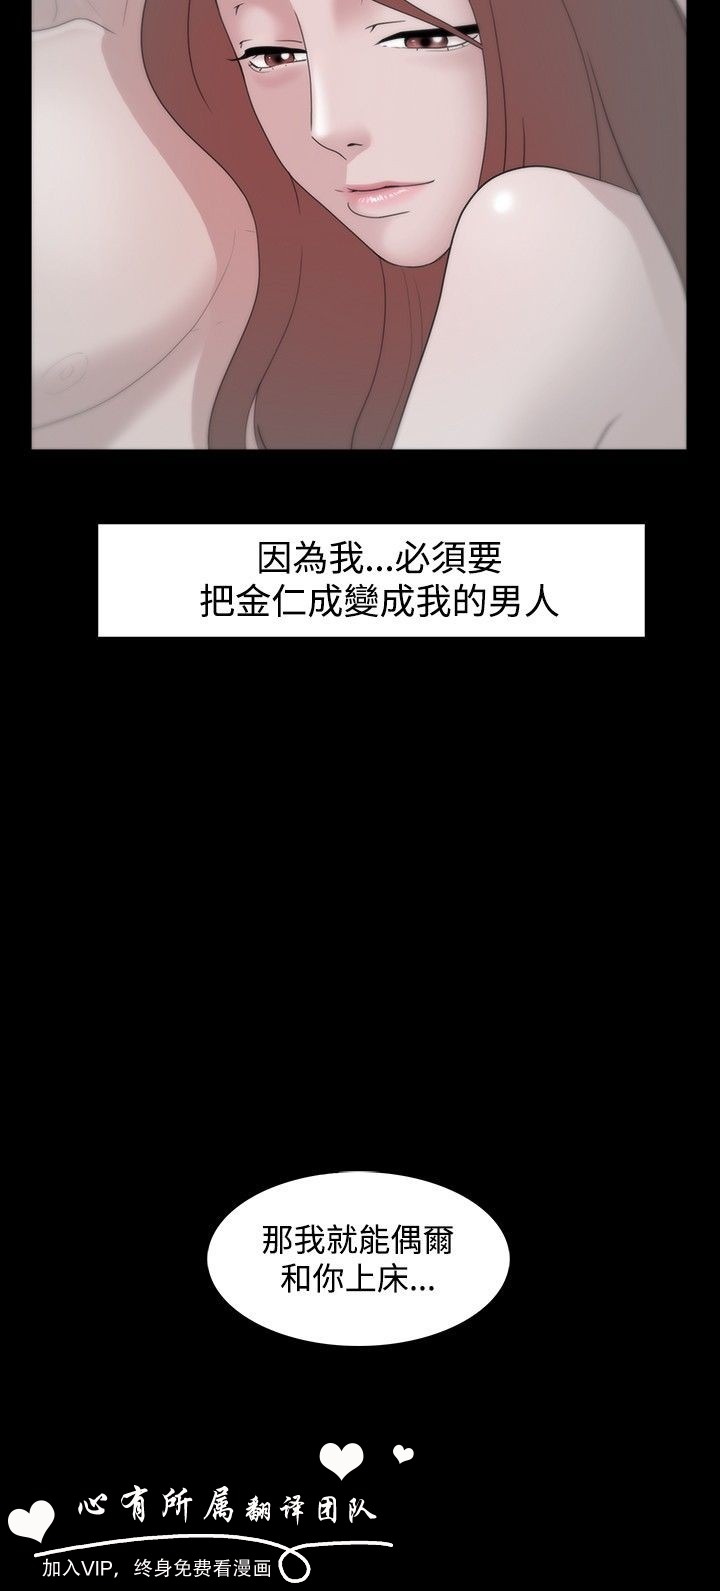 因為我...必須要
把金仁成變成我的男人
那我就能偶爾
和你上床...
心有所属翻译团队
加入VIP，终身免费看漫画